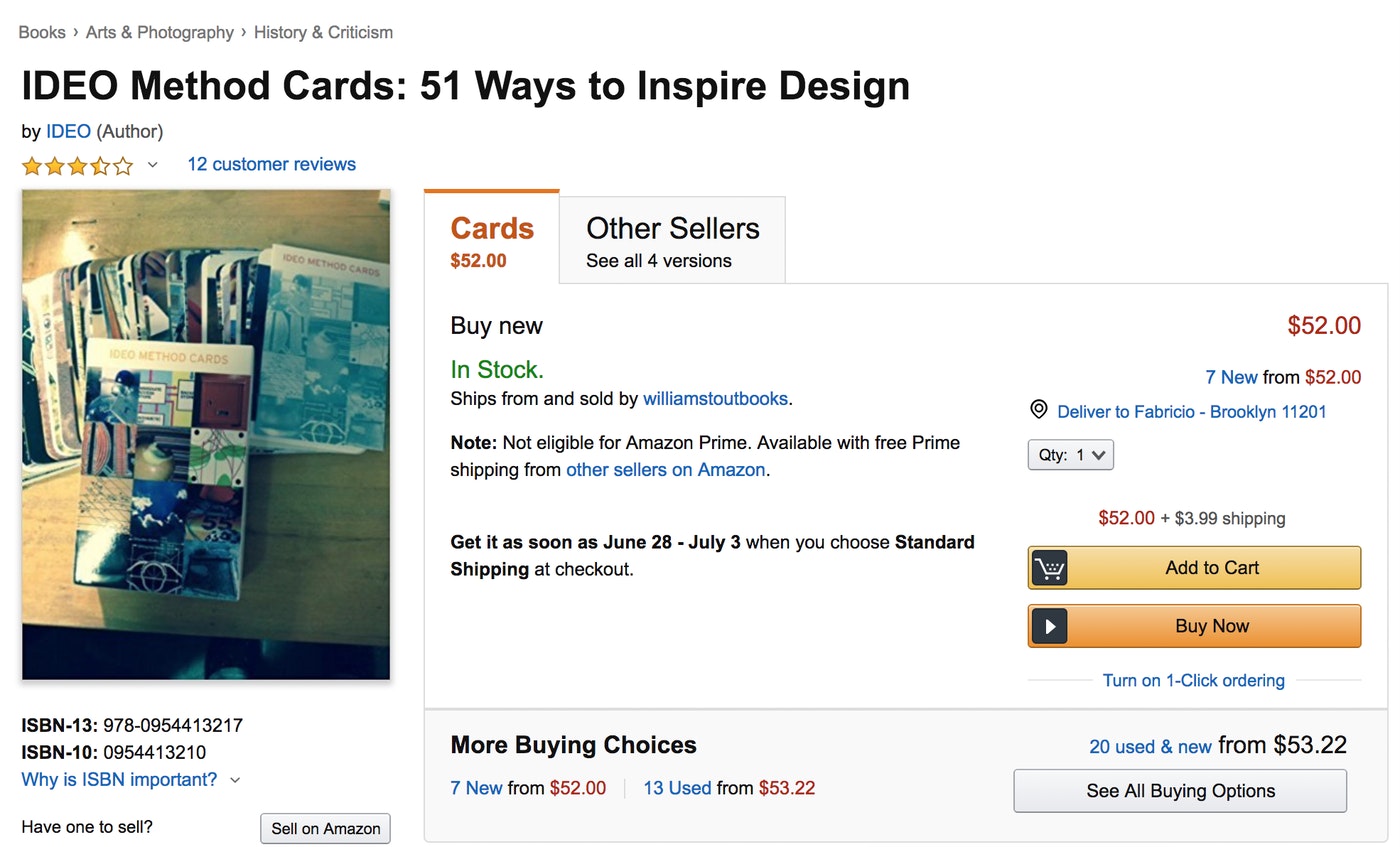 Books › Arts & Photography › History & Criticism
IDEO Method Cards: 51 Ways to Inspire Design
by IDEO (Author)
12 customer reviews
IDEO METHOD CARDS
IDEO METHOD CARDS
Cards
$52.00
Other Sellers
See all 4 versions
Buy new
$52.00
In Stock.
Ships from and sold by williamstoutbooks.
7 New from $52.00
Deliver to Fabricio - Brooklyn 11201
Note: Not eligible for Amazon Prime. Available with free Prime
shipping from other sellers on Amazon.
Qty: 1
$52.00 + $3.99 shipping
Get it as soon as June 28 - July 3 when you choose Standard
Shipping at checkout.
Add to Cart
Buy Now
Turn on 1-Click ordering
ISBN-13: 978-0954413217
ISBN-10: 0954413210
Why is ISBN important?
Have one to sell?
Sell on Amazon
More Buying Choices
7 New from $52.00
13 Used from $53.22
20 used & new from $53.22
See All Buying Options